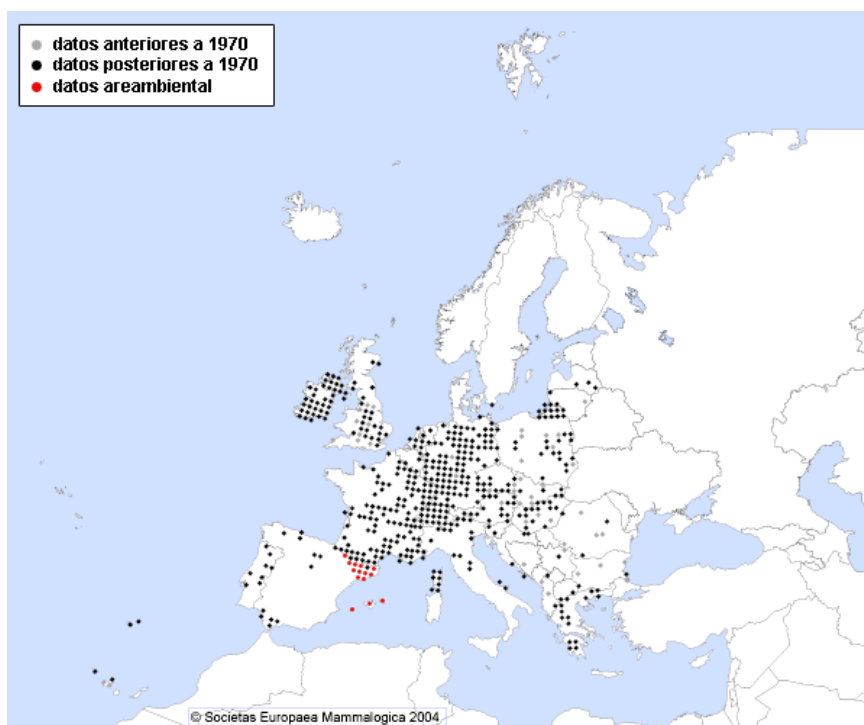 datos anteriores a 1970
datos posteriores a 1970
datos areambiental
© Societas Europaea Mammalogica 2004